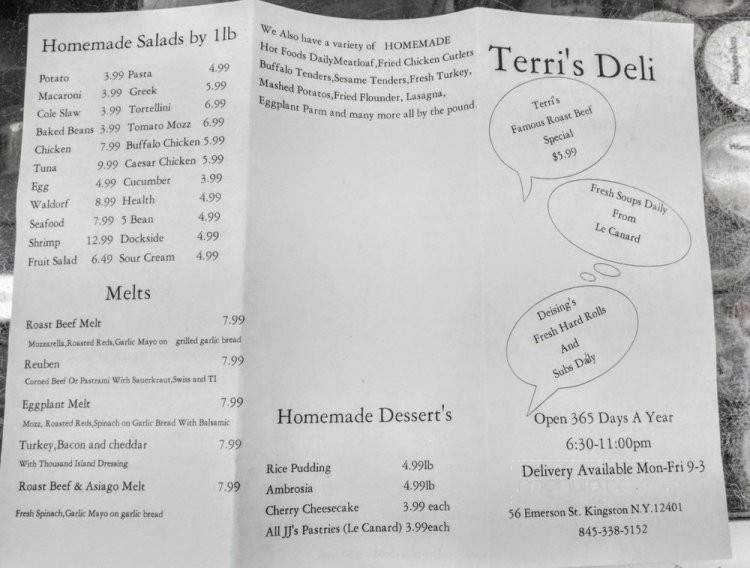 Homemade Salads by 1lb
Potato 3.99 Pasta 4.99
Macaroni 3.99 Greek 5.99
Cole Slaw 3.99 Tortellini 6.99
Baked Beans 3.99 Tomato Mozz 6.99
Chicken 7.99 Buffalo Chicken 5.99
Tuna 9.99 Caesar Chicken 5.99
Egg 4.99 Cucumber 3.99
Waldorf 8.99 Health 4.99
Seafood 7.99 5 Bean 4.99
Shrimp 12.99 Dockside 4.99
Fruit Salad 6.49 Sour Cream 4.99
Melts
Roast Beef Melt 7.99
Mozzarella,Roasted Reds,Garlic Mayo on grilled garlic bread
Reuben 7.99
Corned Beef Or Pastrami With Sauerkraut,Swiss and TI
Eggplant Melt 7.99
Mozz, Roasted Reds,Spinach on Garlic Bread With Balsamic
Turkey,Bacon and cheddar 7.99
With Thousand Island Dressing
Roast Beef & Asiago Melt 7.99
Fresh Spinach,Garlic Mayo on garlic bread
We Also have a variety of HOMEMADE
Hot Foods DailyMeatloaf,Fried Chicken Cutlets
Buffalo Tenders,Sesame Tenders,Fresh Turkey,
Mashed Potatos,Fried Flounder, Lasagna,
Eggplant Parm and many more all by the pound.
Homemade Dessert's
Rice Pudding 4.99lb
Ambrosia 4.99lb
Cherry Cheesecake 3.99 each
All JJ's Pastries (Le Canard) 3.99each
Terri's Deli
Terri's
Famous Roast Beef
Special
$5.99
Fresh Soups Daily
From
Le Canard
Deising's
Fresh Hard Rolls
And
Subs Daily
Open 365 Days A Year
6:30-11:00pm
Delivery Available Mon-Fri 9-3
56 Emerson St. Kingston N.Y.12401
845-338-5152